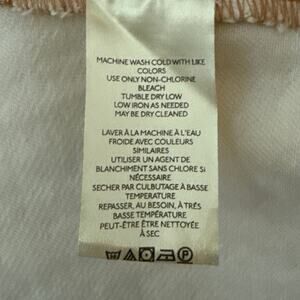 MACHINE WASH COLD WITH LIKE
COLORS
USE ONLY NON-CHLORINE
BLEACH
TUMBLE DRY LOW
LOW IRON AS NEEDED
MAY BE DRY CLEANED
LAVER À LA MACHINE À L'EAU
FROIDE AVEC COULEURS
SIMILAIRES
UTILISER UN AGENT DE
BLANCHIMENT SANS CHLORE Si
NÉCESSAIRE
SECHER PAR CULBUTAGE À BASSE
TEMPERATURE
REPASSER, AU BESOIN, À TRÉS
BASSE TEMPÉRATURE
PEUT-ÊTRE ÊTRE NETTOYÉE
À SEC